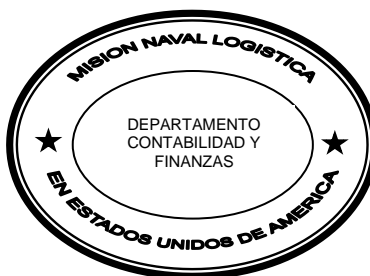 MISION NAVAL LOGISTICA
DEPARTAMENTO
CONTABILIDAD Y
FINANZAS
EN ESTADOS UNIDOS DE AMERICA